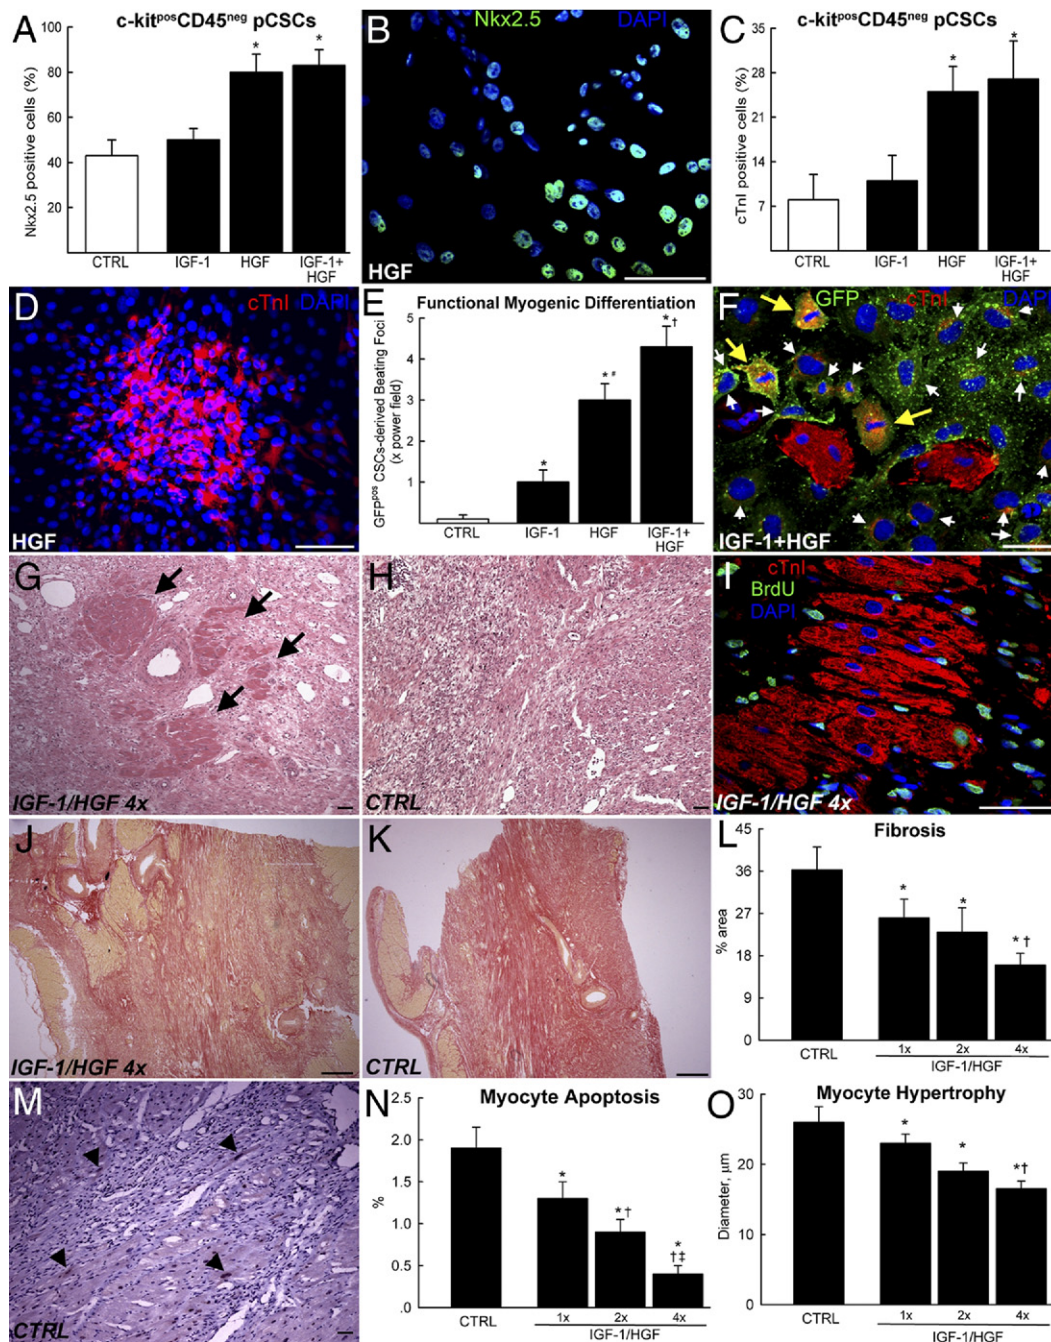 A
c-kitposCD45neg pCSCs
Nkx2.5 positive cells (%)
100
80
60
40
20
* *
CTRL IGF-1 HGF IGF-1+
HGF
B
Nkx2.5 DAPI
HGF
C
c-kitposCD45neg pCSCs
cTnI positive cells (%)
35
28
21
14
7
* *
CTRL IGF-1 HGF IGF-1+
HGF
D
cTnI DAPI
HGF
E
Functional Myogenic Differentiation
GFPpos CSCs-derived Beating Foci
(x power field)
5
4
3
2
1
* *# *†
CTRL IGF-1 HGF IGF-1+
HGF
F
GFP cTnI DAPI
IGF-1+HGF
G
IGF-1/HGF 4x
H
CTRL
I
cTnI
BrdU
DAPI
IGF-1/HGF 4x
J
IGF-1/HGF 4x
K
CTRL
L
Fibrosis
% area
45
36
27
18
9
0
* * *†
CTRL 1x 2x 4x
IGF-1/HGF
M
CTRL
N
Myocyte Apoptosis
%
2.0
1.5
1.0
0.5
.0
* *† *
†‡
CTRL 1x 2x 4x
IGF-1/HGF
O
Myocyte Hypertrophy
Diameter, μm
30
20
10
0
* * *†
CTRL 1x 2x 4x
IGF-1/HGF